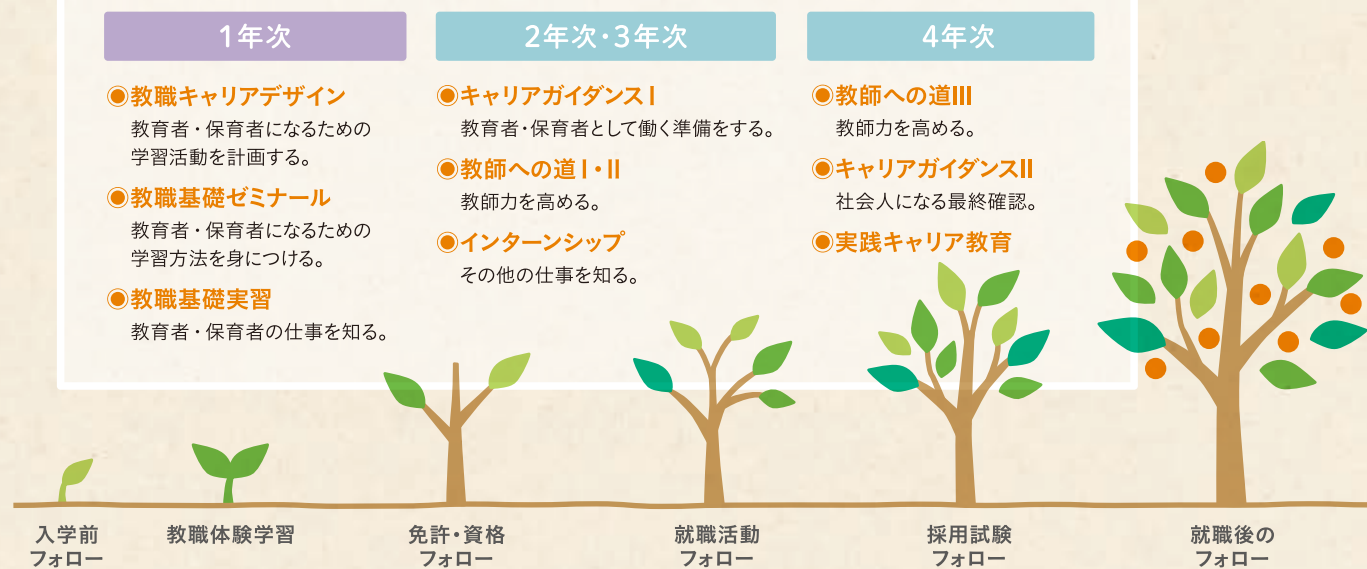 1年次
◉教職キャリアデザイン
教育者・保育者になるための
学習活動を計画する。
◉教職基礎ゼミナール
教育者・保育者になるための
学習方法を身につける。
◉教職基礎実習
教育者・保育者の仕事を知る。
2年次・3年次
◉キャリアガイダンスⅠ
教育者・保育者として働く準備をする。
◉教師への道Ⅰ・Ⅱ
教師力を高める。
◉インターンシップ
その他の仕事を知る。
4年次
◉教師への道Ⅲ
教師力を高める。
◉キャリアガイダンスⅡ
社会人になる最終確認。
◉実践キャリア教育
入学前
フォロー
教職体験学習
免許・資格
フォロー
就職活動
フォロー
採用試験
フォロー
就職後の
フォロー